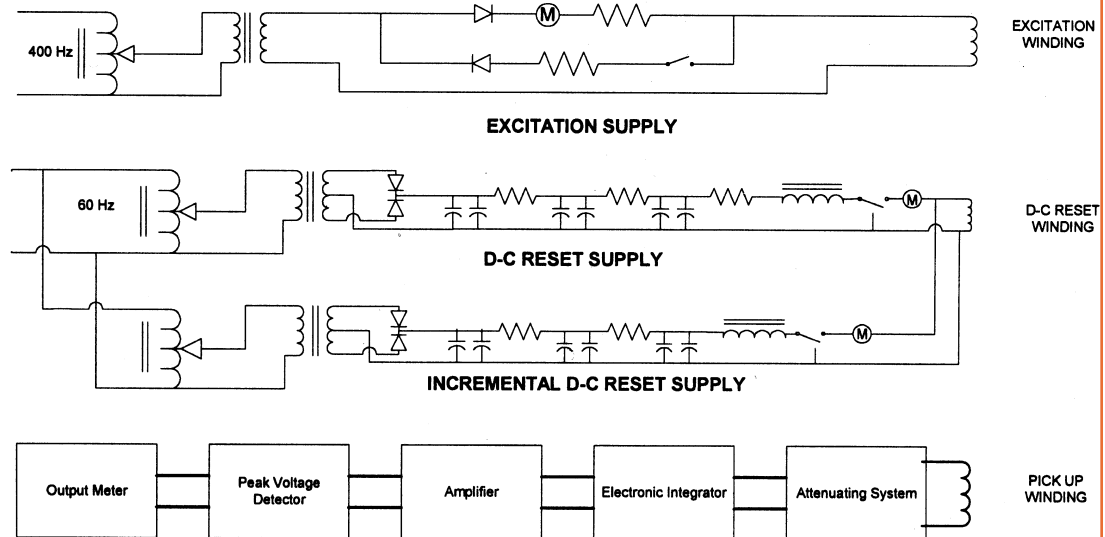 EXCITATION
WINDING
400 Hz
M
EXCITATION SUPPLY
60 Hz
M
D-C RESET
WINDING
D-C RESET SUPPLY
M
INCREMENTAL D-C RESET SUPPLY
Output Meter
Peak Voltage
Detector
Amplifier
Electronic Integrator
Attenuating System
PICK UP
WINDING